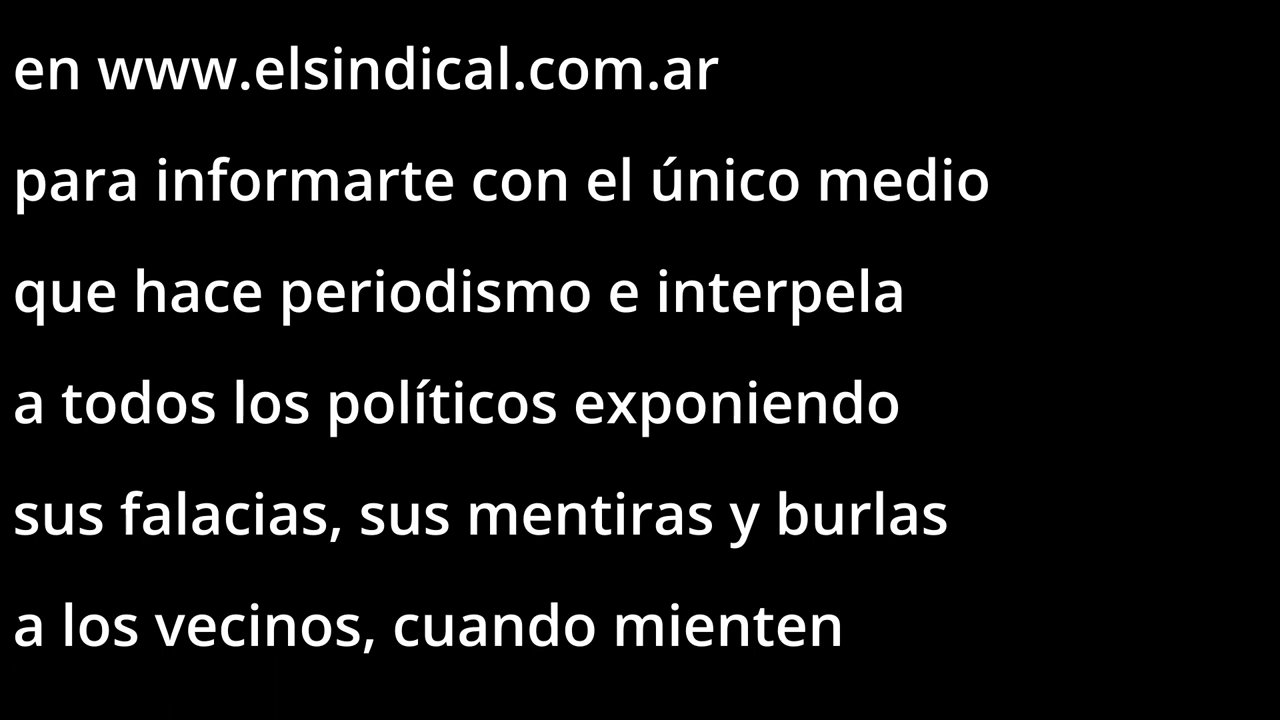 en www.elsindical.com.ar
para informarte con el único medio
que hace periodismo e interpela
a todos los políticos exponiendo
sus falacias, sus mentiras y burlas
a los vecinos, cuando mienten